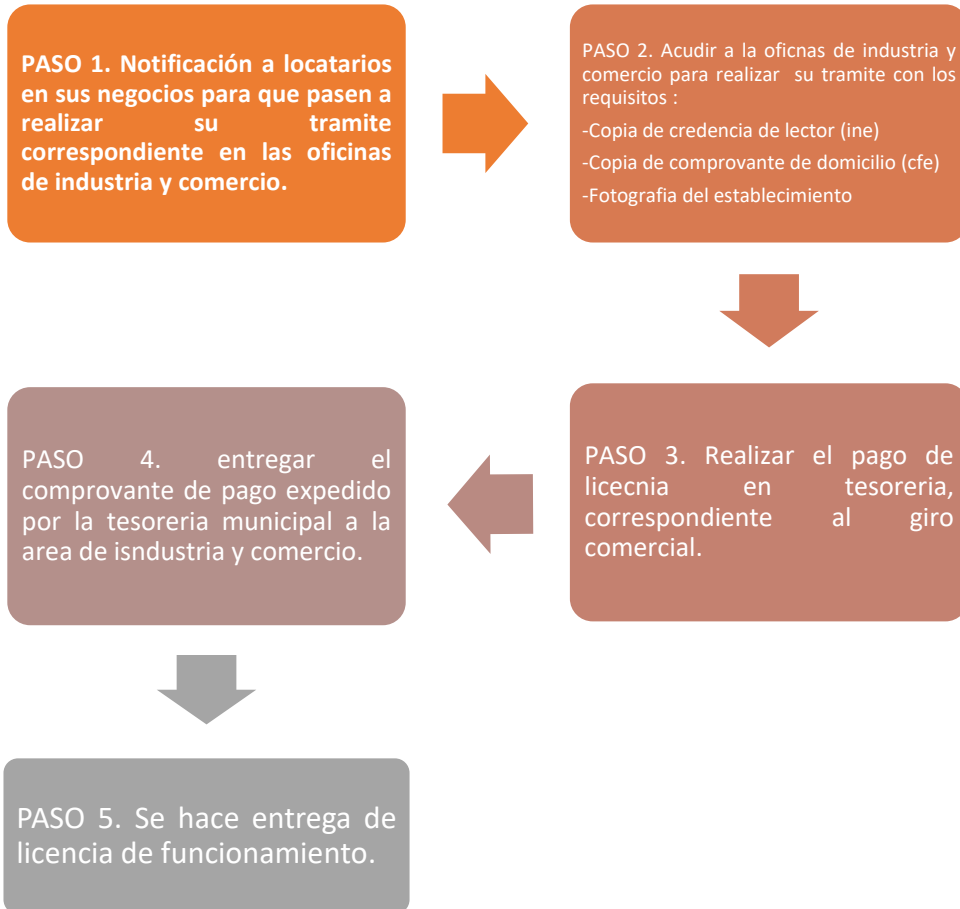 PASO 1. Notificación a locatarios
en sus negocios para que pasen a
realizar su tramite
correspondiente en las oficinas
de industria y comercio.
PASO 2. Acudir a la oficnas de industria y
comercio para realizar su tramite con los
requisitos :
-Copia de credencia de lector (ine)
-Copia de comprovante de domicilio (cfe)
-Fotografia del establecimiento
PASO 3. Realizar el pago de
licecnia en tesoreria,
correspondiente al giro
comercial.
PASO 4. entregar el
comprovante de pago expedido
por la tesoreria municipal a la
area de isndustria y comercio.
PASO 5. Se hace entrega de
licencia de funcionamiento.